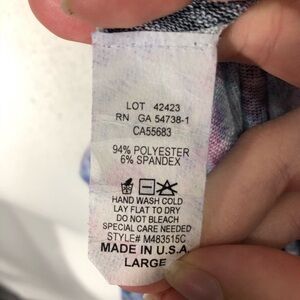 LOT 42423
RN GA 54738-1
CA55683
94% POLYESTER
6% SPANDEX
HAND WASH COLD
LAY FLAT TO DRY
DO NOT BLEACH
SPECIAL CARE NEEDED
STYLE# M483515C
MADE IN U.S.A.
LARGE